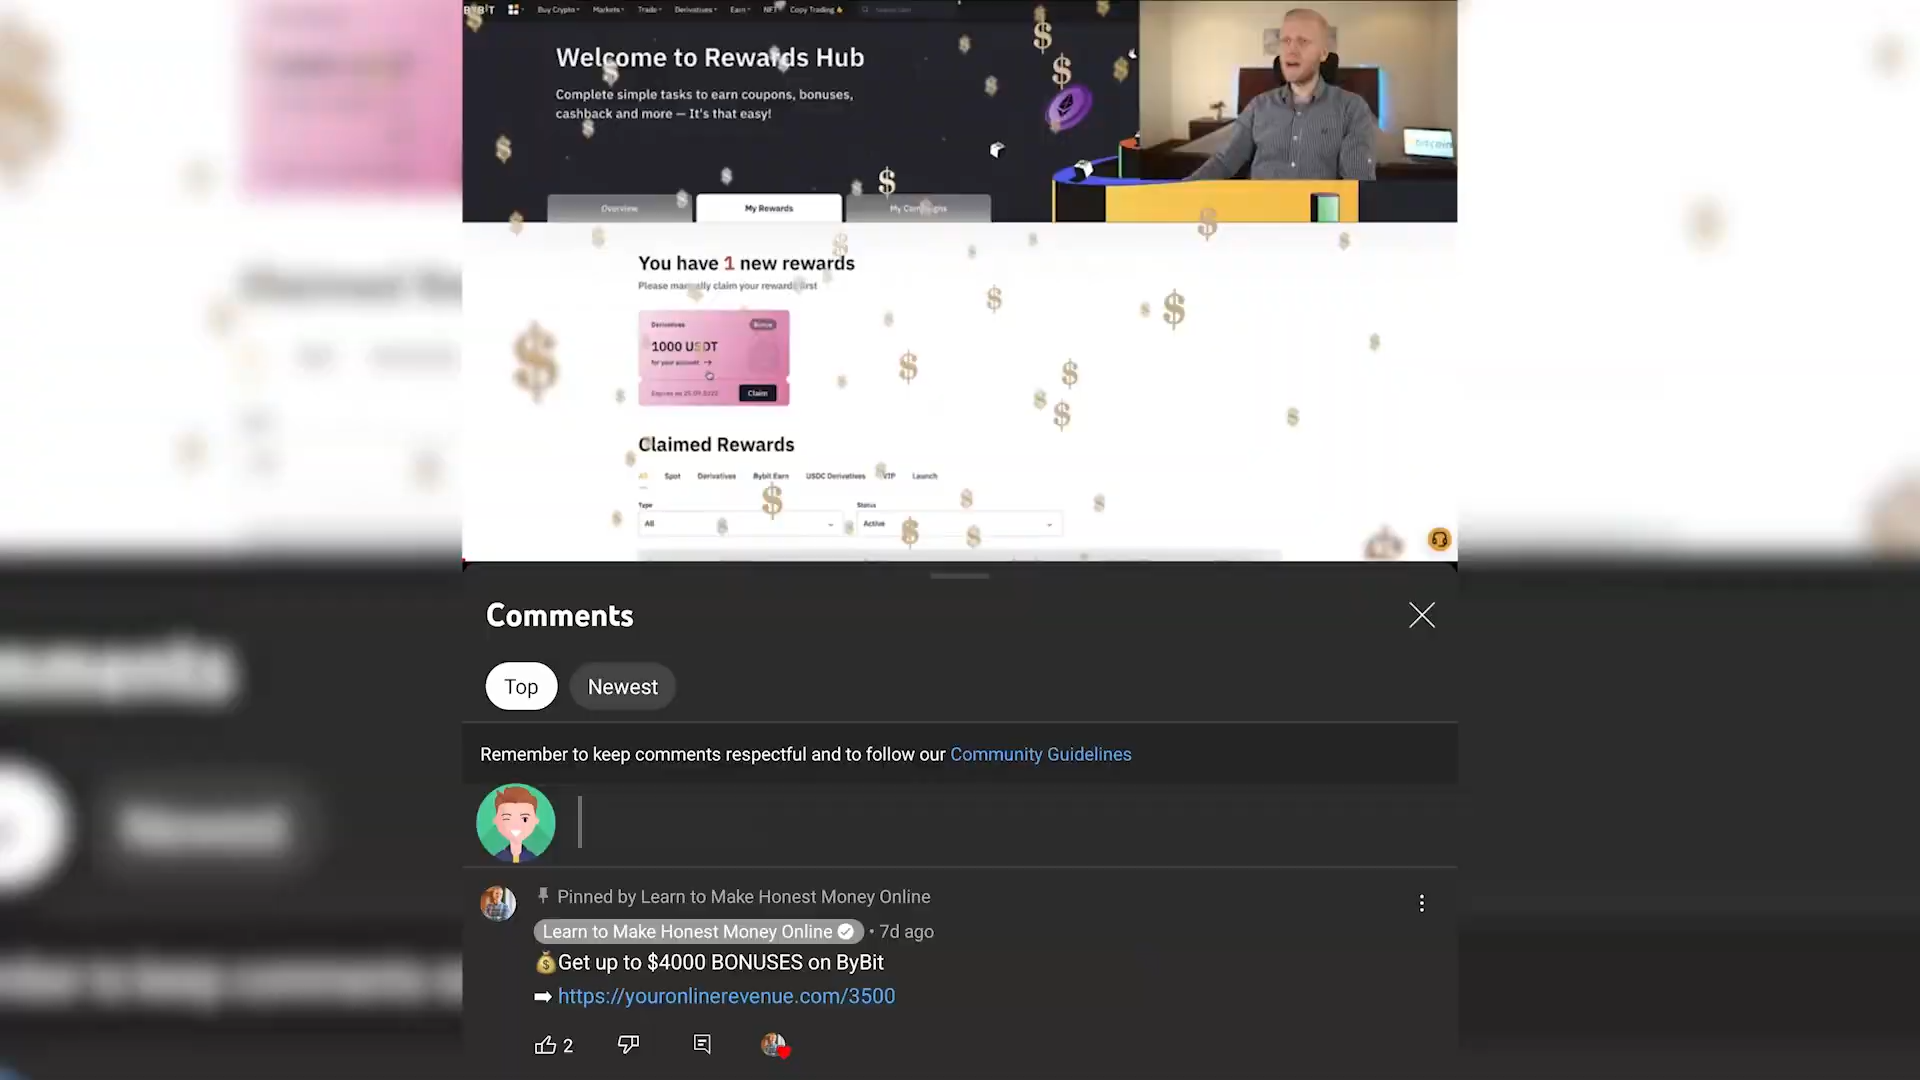 BYBIT
Buy Crypto
Markets
Trade
Derivatives
Earn
NFT
Copy Trading
Welcome to Rewards Hub
Complete simple tasks to earn coupons, bonuses,
cashback and more — It's that easy!
Overview
My Rewards
My Campaigns
You have 1 new rewards
Please manually claim your rewards first
Derivatives
Bonus
1000 USDT
for your account →
Expires on 25.09.2022
Claim
Claimed Rewards
All
Spot
Derivatives
Bybit Earn
USDC Derivatives
VIP
Launch
Type
Status
All
Active
Comments
Top
Newest
Remember to keep comments respectful and to follow our Community Guidelines
Pinned by Learn to Make Honest Money Online
Learn to Make Honest Money Online • 7d ago
💰Get up to $4000 BONUSES on ByBit
➡ https://youronlinerevenue.com/3500
2